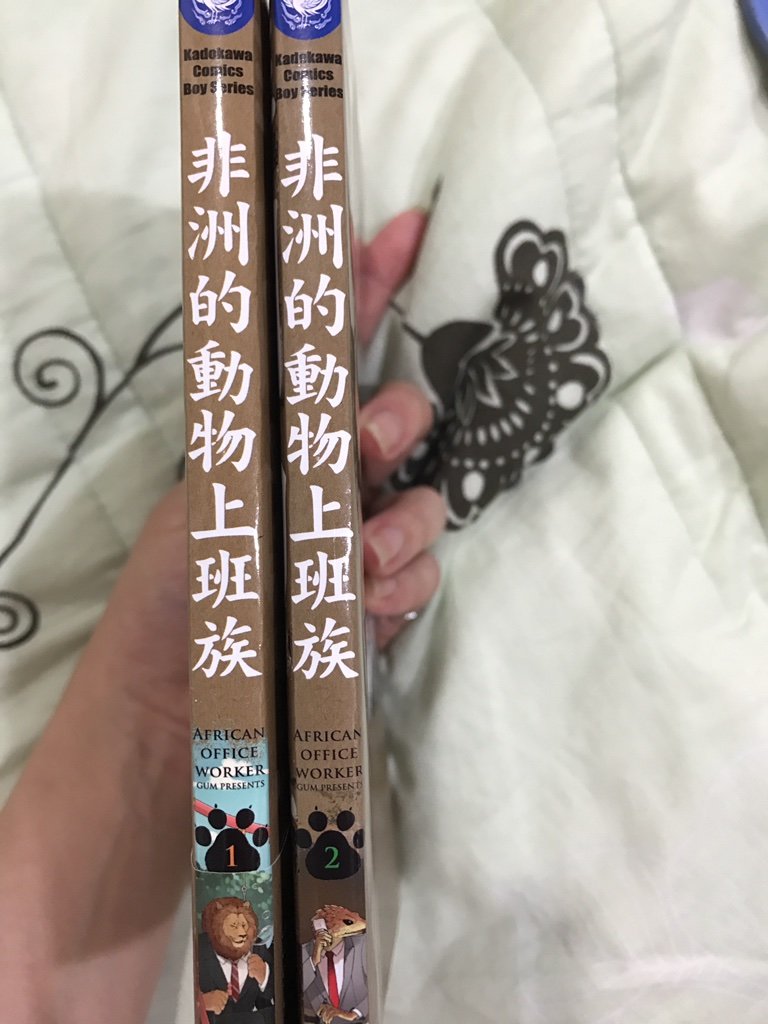 Kadokawa
Comics
Boy Series
非洲的動物上班族
AFRICAN
OFFICE
WORKER
GUM PRESENTS
1
Kadokawa
Comics
Boy Series
非洲的動物上班族
AFRICAN
OFFICE
WORKER
GUM PRESENTS
2